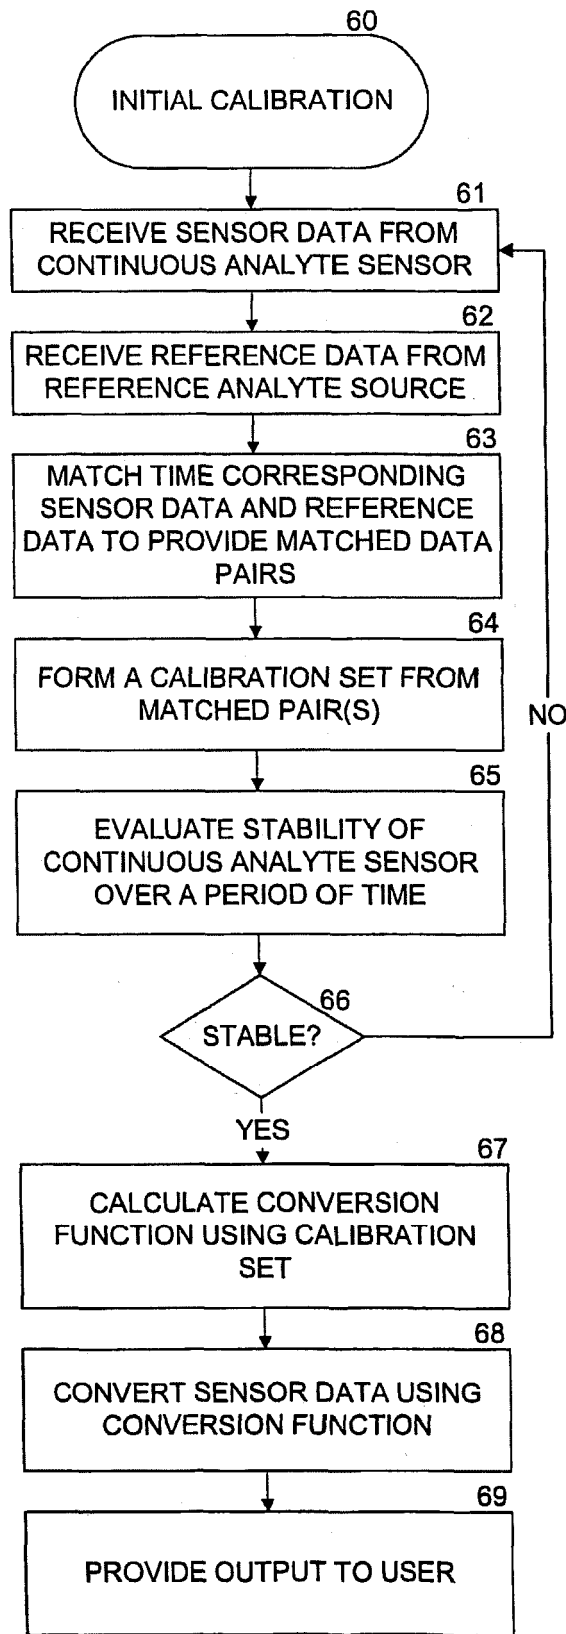 60
INITIAL CALIBRATION
61
RECEIVE SENSOR DATA FROM
CONTINUOUS ANALYTE SENSOR
62
RECEIVE REFERENCE DATA FROM
REFERENCE ANALYTE SOURCE
63
MATCH TIME CORRESPONDING
SENSOR DATA AND REFERENCE
DATA TO PROVIDE MATCHED DATA
PAIRS
64
FORM A CALIBRATION SET FROM
MATCHED PAIR(S)
NO
65
EVALUATE STABILITY OF
CONTINUOUS ANALYTE SENSOR
OVER A PERIOD OF TIME
66
STABLE?
YES
67
CALCULATE CONVERSION
FUNCTION USING CALIBRATION
SET
68
CONVERT SENSOR DATA USING
CONVERSION FUNCTION
69
PROVIDE OUTPUT TO USER